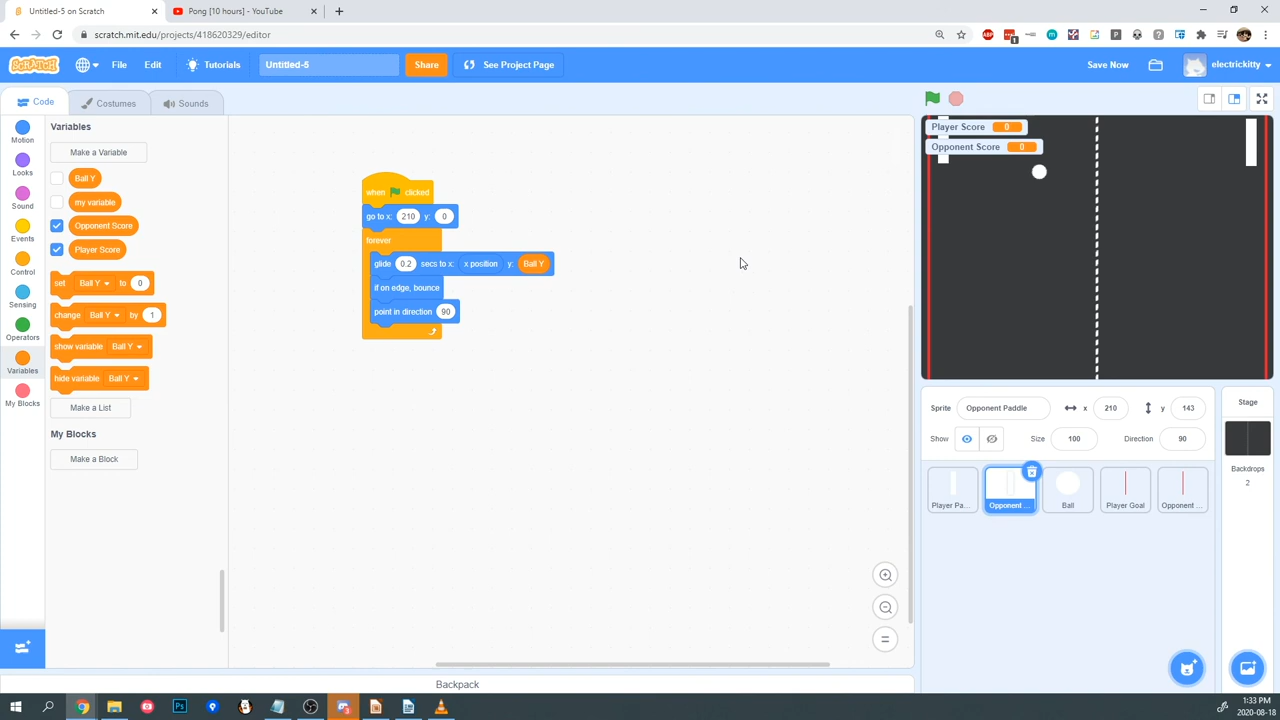 Untitled-5 on Scratch
Pong [10 hours] - YouTube
scratch.mit.edu/projects/418620329/editor
SCRATCH
File
Edit
Tutorials
Untitled-5
Share
See Project Page
Save Now
electrickitty
Code
Costumes
Sounds
Motion
Looks
Sound
Events
Control
Sensing
Operators
Variables
My Blocks
Variables
Make a Variable
Ball Y
my variable
Opponent Score
Player Score
set Ball Y to 0
change Ball Y by 1
show variable Ball Y
hide variable Ball Y
Make a List
My Blocks
Make a Block
when clicked
go to x: 210 y: 0
forever
glide 0.2 secs to x: x position y: Ball Y
if on edge, bounce
point in direction 90
Backpack
Player Score 0
Opponent Score 0
Sprite Opponent Paddle x 210 y 143
Show Size 100 Direction 90
Player Pa...
Opponent ...
Ball
Player Goal
Opponent ...
Stage
Backdrops
2
1:33 PM
2020-08-18